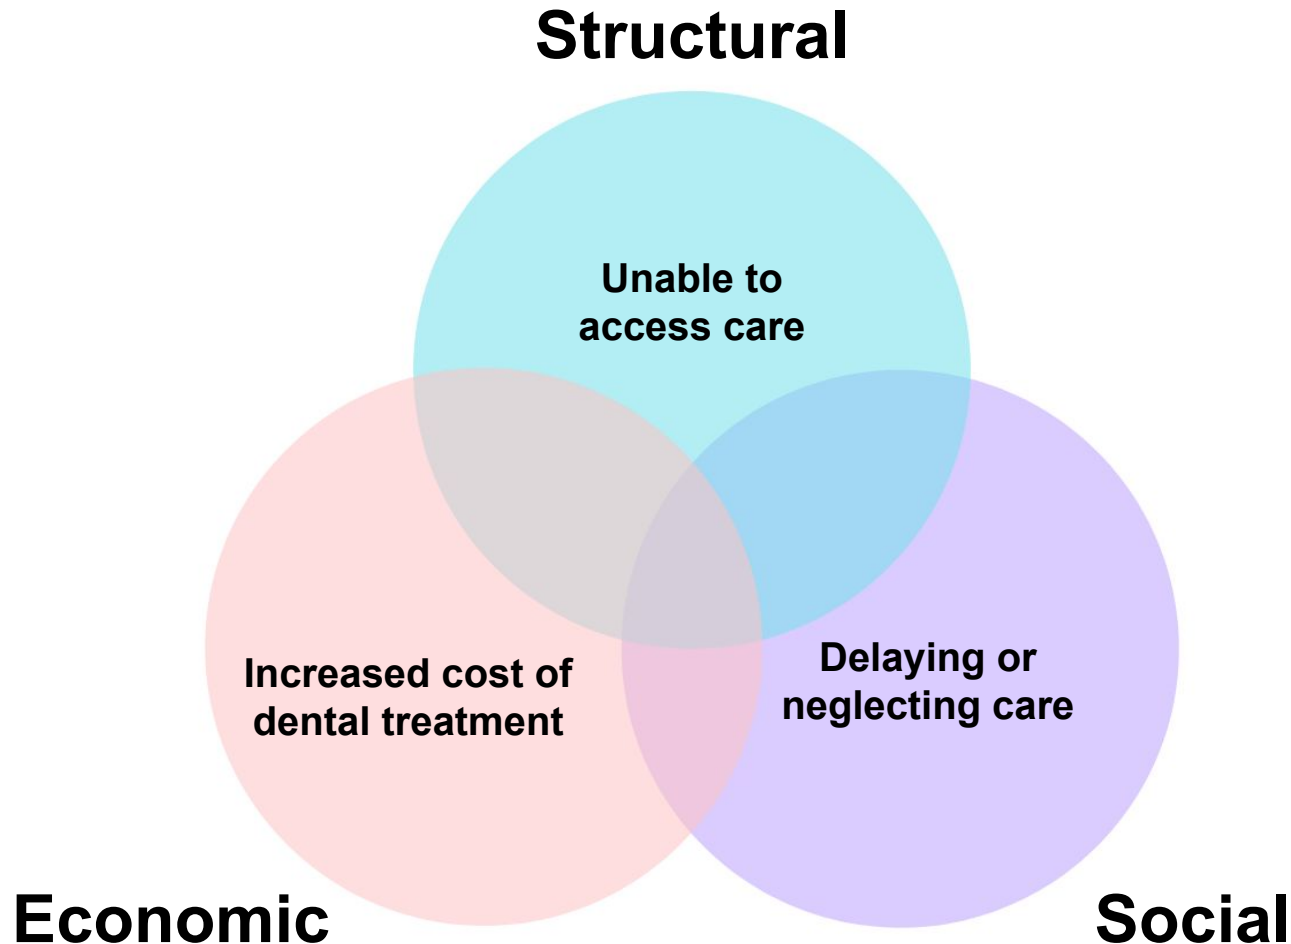 Structural
Unable to
access care
Increased cost of
dental treatment
Delaying or
neglecting care
Economic
Social